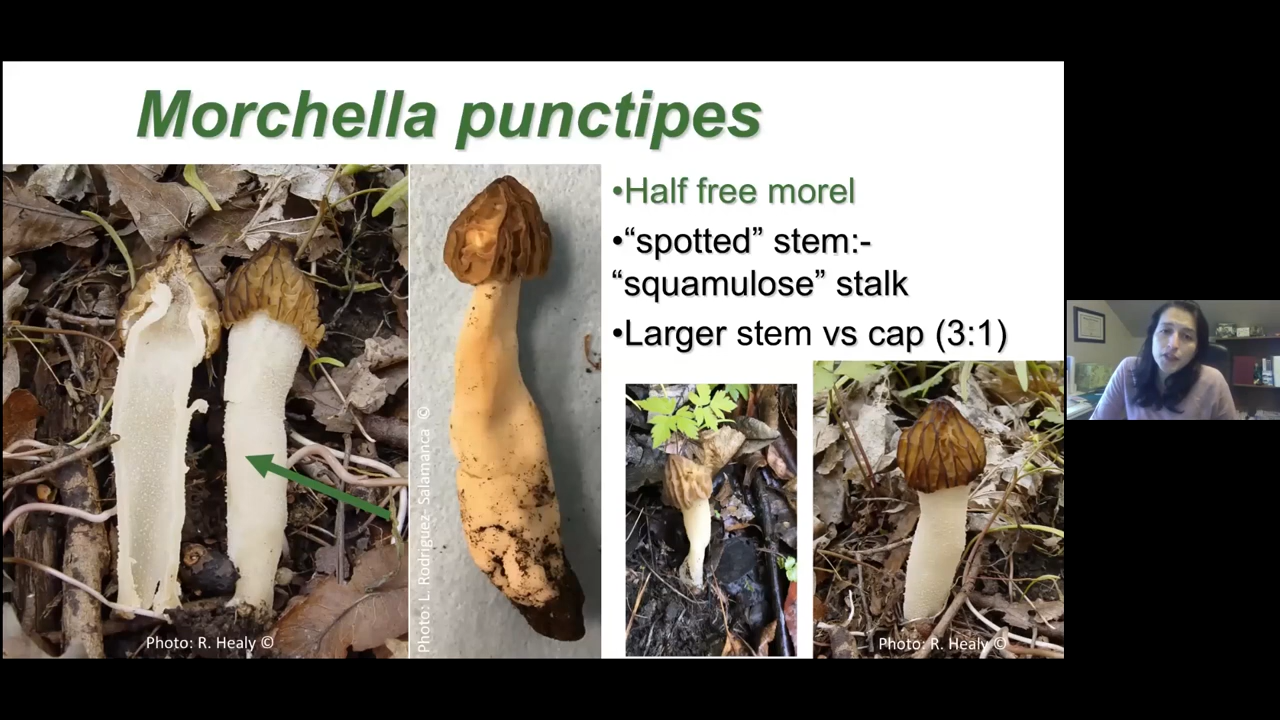 Morchella punctipes
•Half free morel
•“spotted” stem:-
“squamulose” stalk
•Larger stem vs cap (3:1)
Photo: R. Healy ©
Photo: L. Rodriguez- Salamanca ©
Photo: R. Healy ©